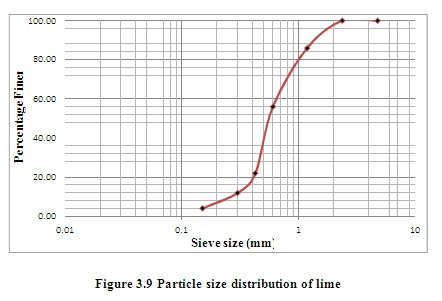 100.00
80.00
60.00
40.00
20.00
0.00
Percentage Finer
0.01 0.1 1 10
Sieve size (mm)
Figure 3.9 Particle size distribution of lime